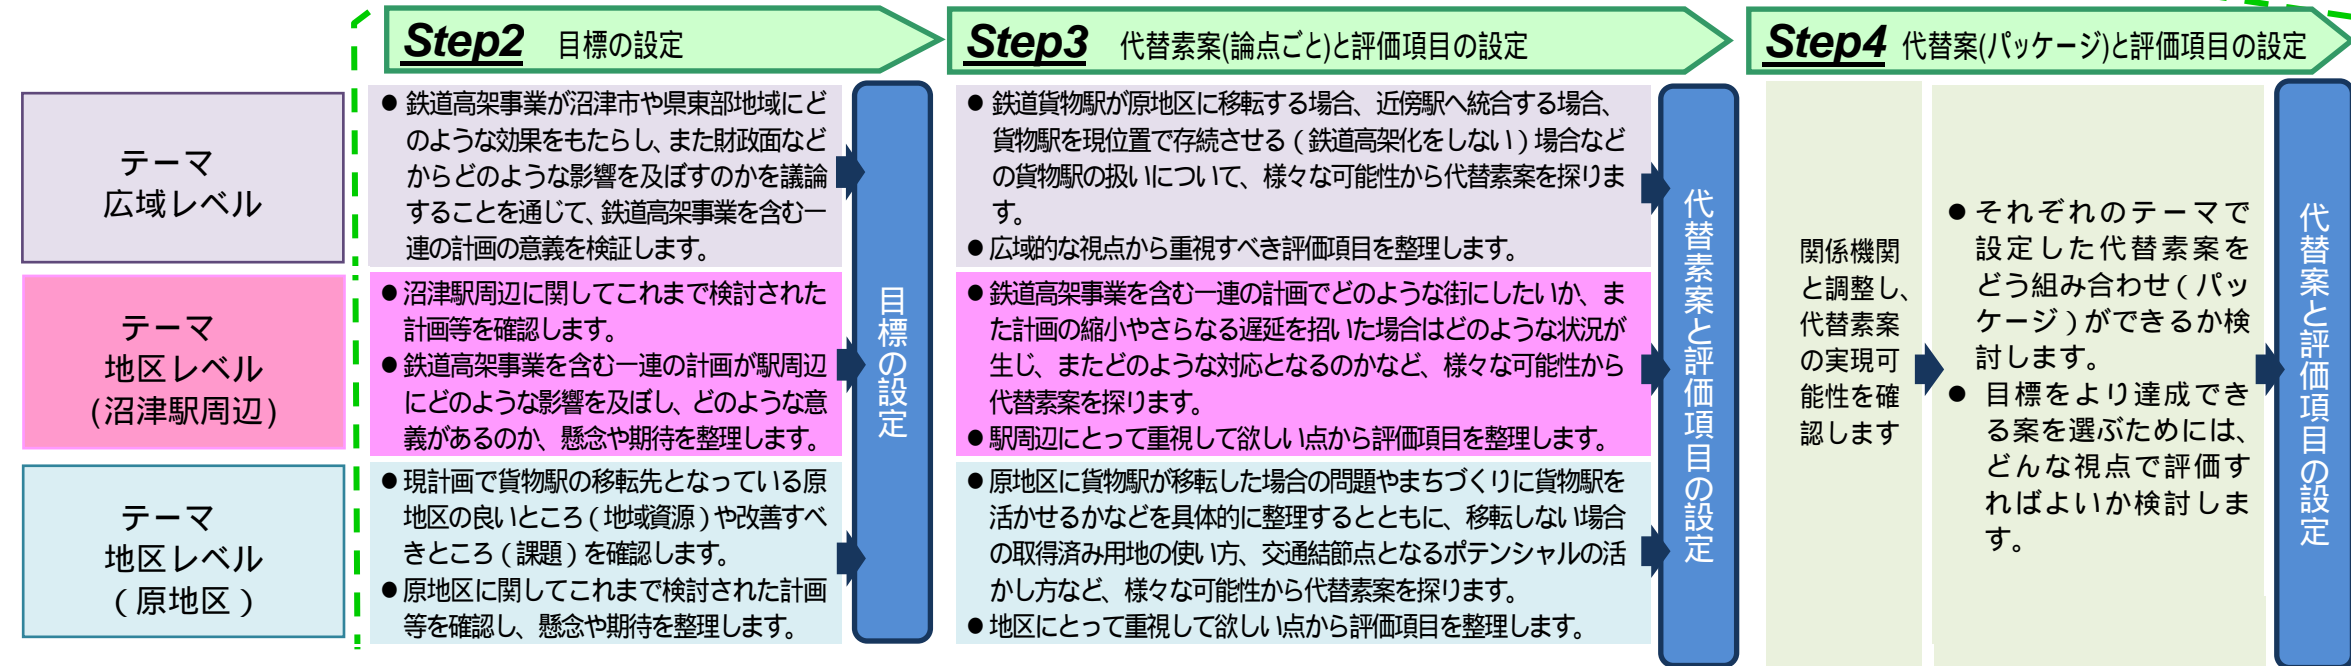 Step2 目標の設定
Step3 代替素案(論点ごと)と評価項目の設定
Step4 代替案(パッケージ)と評価項目の設定
テーマ
広域レベル
● 鉄道高架事業が沼津市や県東部地域にど
のような効果をもたらし、また財政面など
からどのような影響を及ぼすのかを議論
することを通じて、鉄道高架事業を含む一
連の計画の意義を検証します。
● 鉄道貨物駅が原地区に移転する場合、近傍駅へ統合する場合、
貨物駅を現位置で存続させる(鉄道高架化をしない)場合など
の貨物駅の扱いについて、様々な可能性から代替素案を探りま
す。
● 広域的な視点から重視すべき評価項目を整理します。
テーマ
地区レベル
(沼津駅周辺)
● 沼津駅周辺に関してこれまで検討された
計画等を確認します。
● 鉄道高架事業を含む一連の計画が駅周辺
にどのような影響を及ぼし、どのような意
義があるのか、懸念や期待を整理します。
● 鉄道高架事業を含む一連の計画でどのような街にしたいか、ま
た計画の縮小やさらなる遅延を招いた場合はどのような状況が
生じ、またどのような対応となるのかなど、様々な可能性から
代替素案を探ります。
● 駅周辺にとって重視して欲しい点から評価項目を整理します。
テーマ
地区レベル
(原地区)
● 現計画で貨物駅の移転先となっている原
地区の良いところ(地域資源)や改善すべ
きところ(課題)を確認します。
● 原地区に関してこれまで検討された計画
等を確認し、懸念や期待を整理します。
● 原地区に貨物駅が移転した場合の問題やまちづくりに貨物駅を
活かせるかなどを具体的に整理するとともに、移転しない場合
の取得済み用地の使い方、交通結節点となるポテンシャルの活
かし方など、様々な可能性から代替素案を探ります。
● 地区にとって重視して欲しい点から評価項目を整理します。
目標の設定
代替素案と評価項目の設定
関係機関
と調整し、
代替素案
の実現可
能性を確
認します
● それぞれのテーマで
設定した代替素案を
どう組み合わせ(パッ
ケージ)ができるか検
討します。
● 目標をより達成でき
る案を選ぶためには、
どんな視点で評価す
ればよいか検討しま
す。
代替案と評価項目の設定